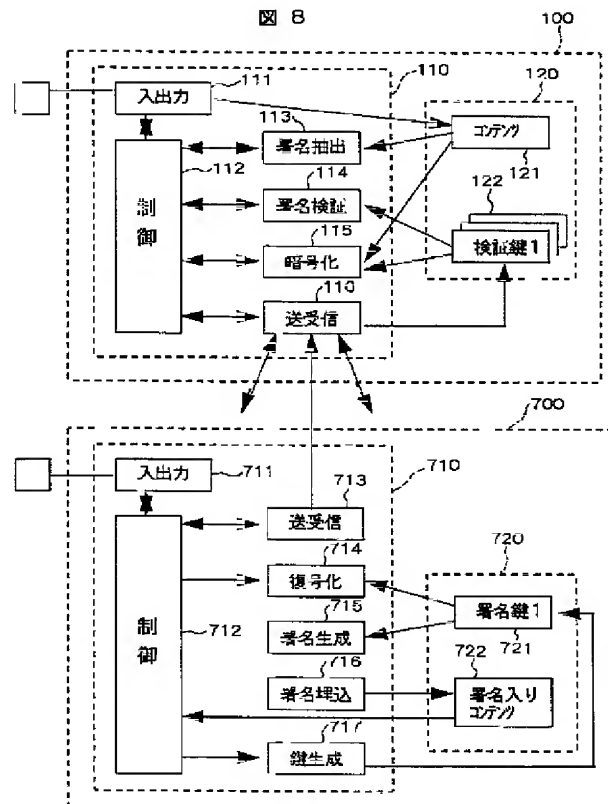 図 8
100
111
110
入出力
120
113
コンテンツ
署名抽出
112
121
114
122
制御
署名検証
115
検証鍵1
暗号化
110
送受信
700
入出力
711
710
713
送受信
714
720
復号化
715
署名鍵1
制御
712
署名生成
721
716
722
署名埋込
署名入り
コンテンツ
717
鍵生成